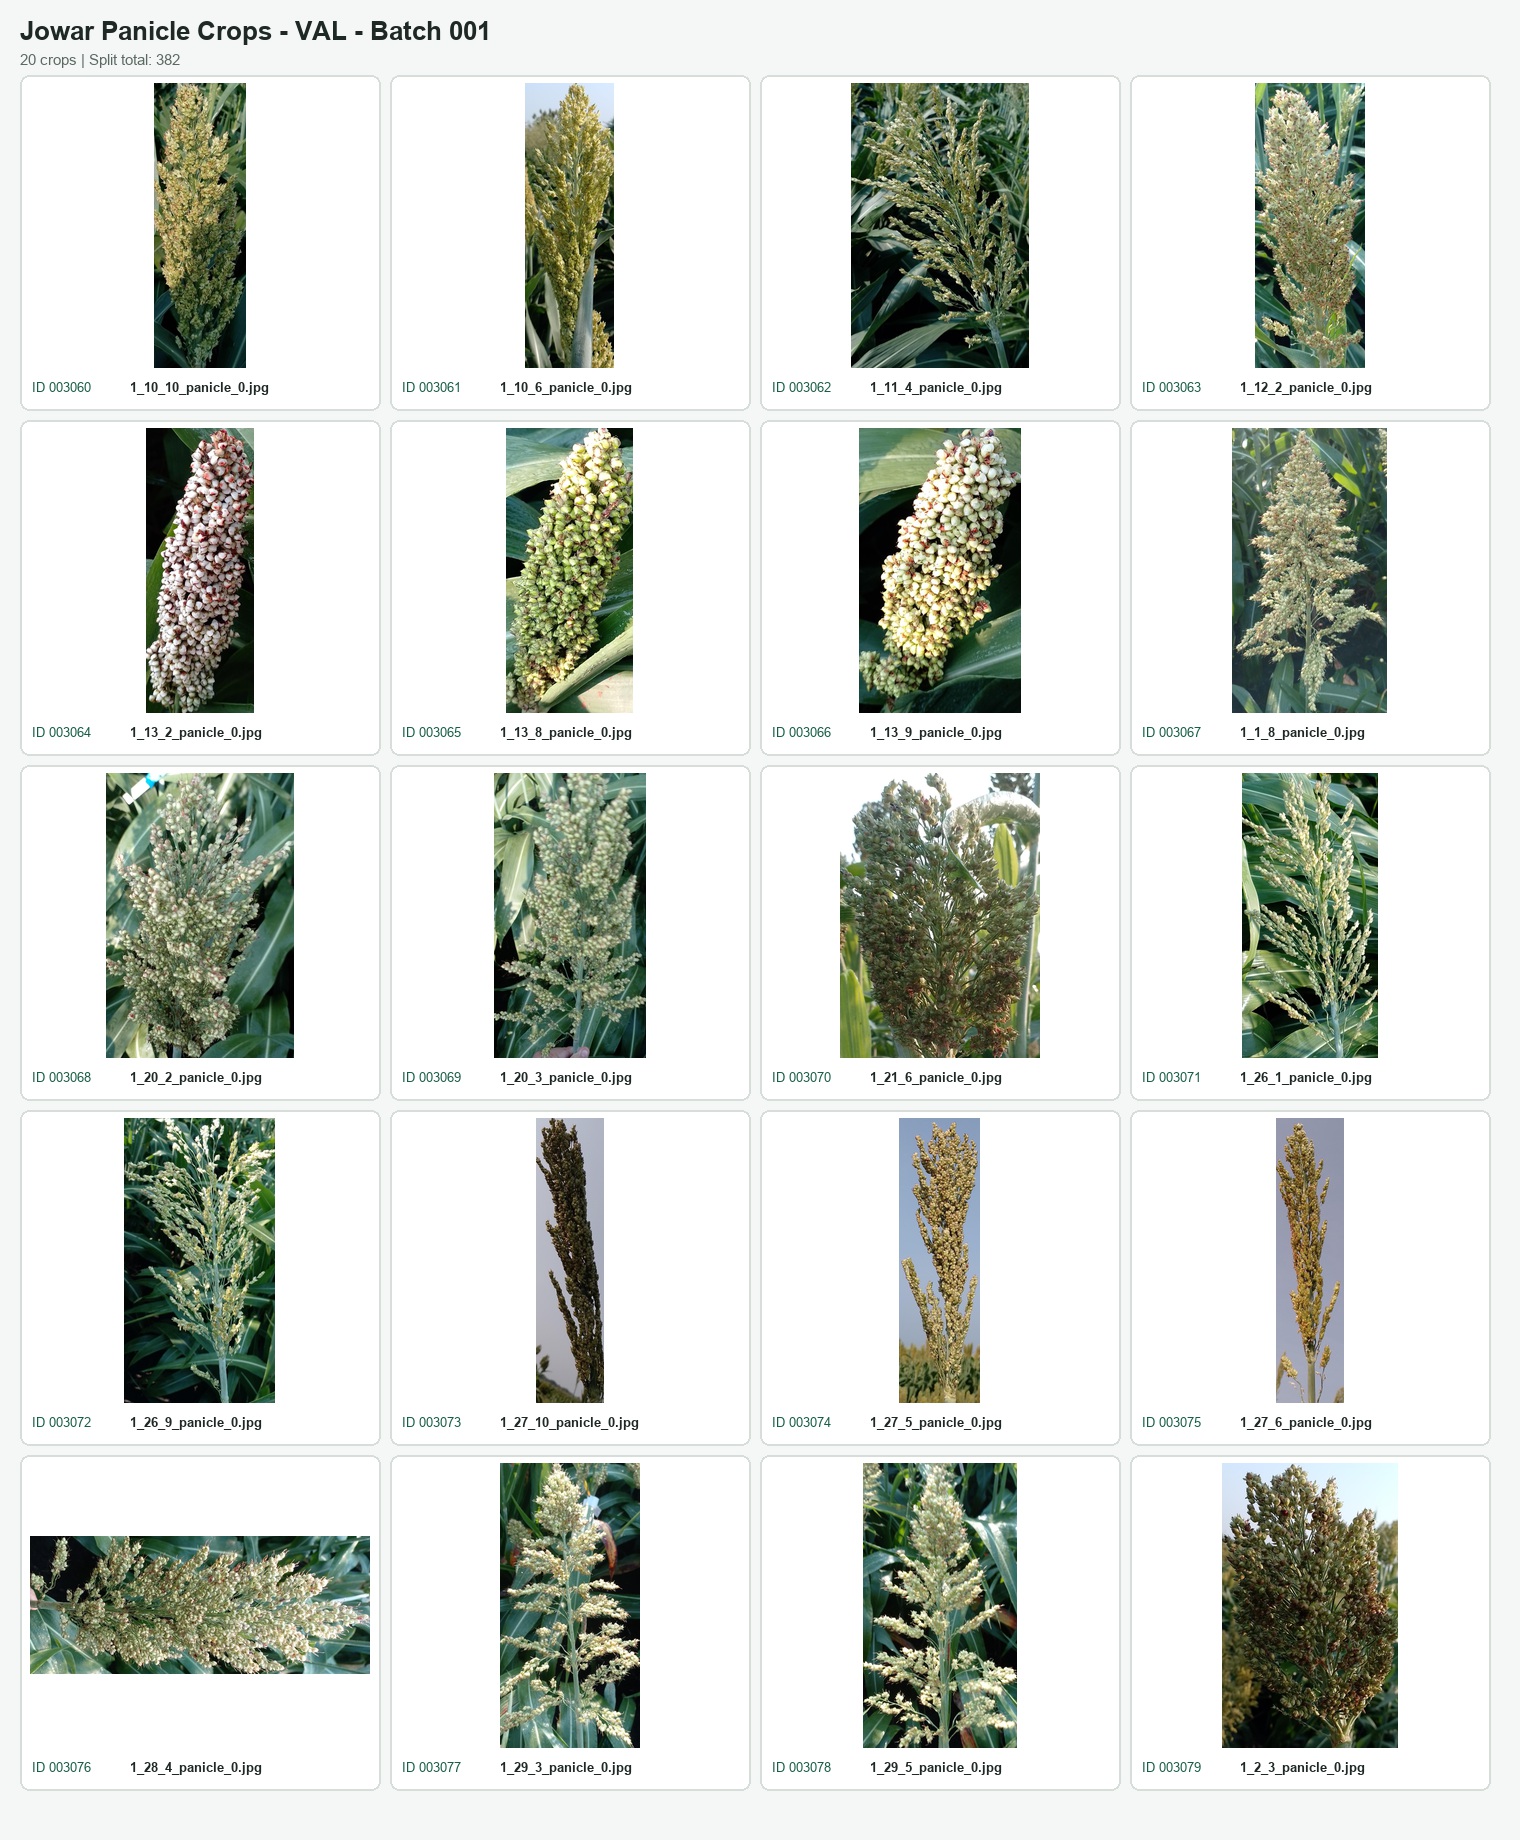 Jowar Panicle Crops - VAL - Batch 001
20 crops | Split total: 382
ID 003060 1_10_10_panicle_0.jpg
ID 003061 1_10_6_panicle_0.jpg
ID 003062 1_11_4_panicle_0.jpg
ID 003063 1_12_2_panicle_0.jpg
ID 003064 1_13_2_panicle_0.jpg
ID 003065 1_13_8_panicle_0.jpg
ID 003066 1_13_9_panicle_0.jpg
ID 003067 1_1_8_panicle_0.jpg
ID 003068 1_20_2_panicle_0.jpg
ID 003069 1_20_3_panicle_0.jpg
ID 003070 1_21_6_panicle_0.jpg
ID 003071 1_26_1_panicle_0.jpg
ID 003072 1_26_9_panicle_0.jpg
ID 003073 1_27_10_panicle_0.jpg
ID 003074 1_27_5_panicle_0.jpg
ID 003075 1_27_6_panicle_0.jpg
ID 003076 1_28_4_panicle_0.jpg
ID 003077 1_29_3_panicle_0.jpg
ID 003078 1_29_5_panicle_0.jpg
ID 003079 1_2_3_panicle_0.jpg